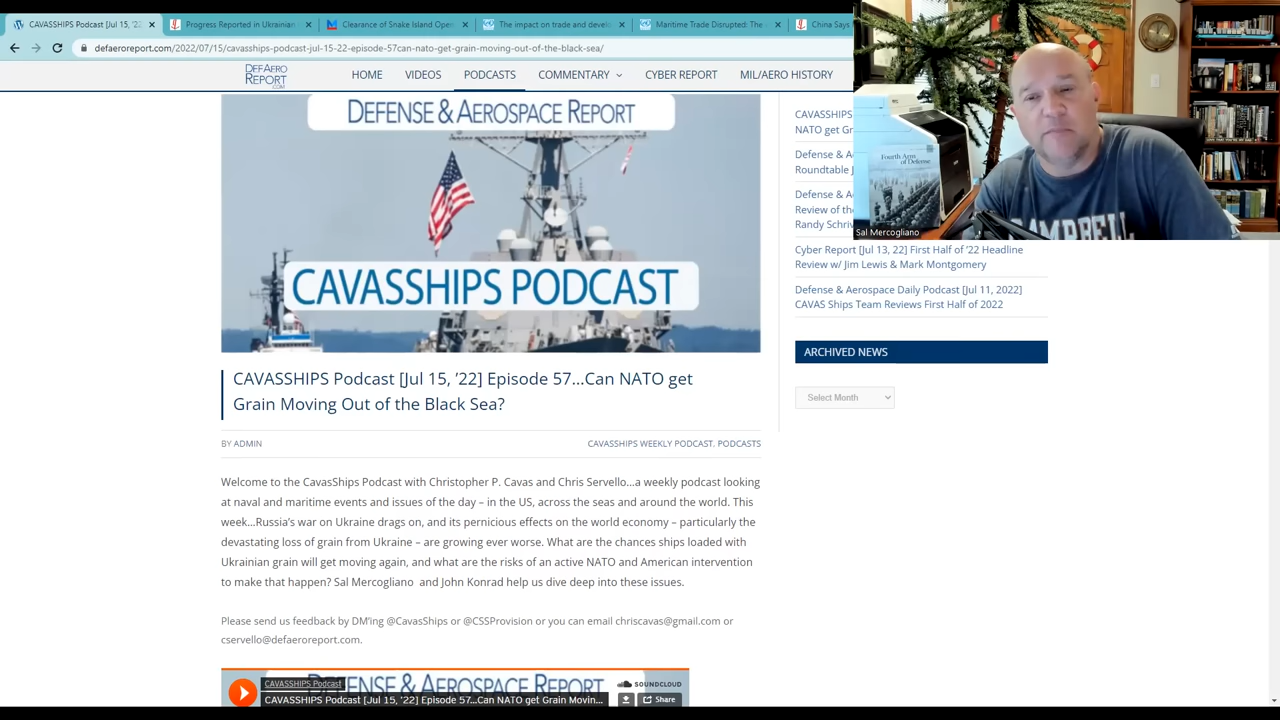 CAVASSHIPS Podcast [Jul 15, '22
Progress Reported in Ukrainian
Clearance of Snake Island Open
The impact on trade and develo
Maritime Trade Disrupted: The w
China Says
defaeroreport.com/2022/07/15/cavasships-podcast-jul-15-22-episode-57can-nato-get-grain-moving-out-of-the-black-sea/
DEFAERO
REPORT
HOME
VIDEOS
PODCASTS
COMMENTARY
CYBER REPORT
MIL/AERO HISTORY
DEFENSE & AEROSPACE REPORT
CAVASSHIPS PODCAST
CAVASSHIPS Podcast [Jul 15, ’22] Episode 57…Can NATO get
Grain Moving Out of the Black Sea?
BY ADMIN
CAVASSHIPS WEEKLY PODCAST, PODCASTS
Welcome to the CavasShips Podcast with Christopher P. Cavas and Chris Servello…a weekly podcast looking
at naval and maritime events and issues of the day – in the US, across the seas and around the world. This
week…Russia’s war on Ukraine drags on, and its pernicious effects on the world economy – particularly the
devastating loss of grain from Ukraine – are growing ever worse. What are the chances ships loaded with
Ukrainian grain will get moving again, and what are the risks of an active NATO and American intervention
to make that happen? Sal Mercogliano and John Konrad help us dive deep into these issues.
Please send us feedback by DM’ing @CavasShips or @CSSProvision or you can email chriscavas@gmail.com or
cservello@defaeroreport.com.
CAVASSHIPS Podcast
DEFENSE & AEROSPACE REPORT
CAVASSHIPS Podcast [Jul 15, '22] Episode 57...Can NATO get Grain Movin...
SOUNDCLOUD
Share
CAVASSHIPS
NATO get Gr
Defense & A
Roundtable J
Defense & A
Review of th
Randy Schriv
Cyber Report [Jul 13, 22] First Half of ’22 Headline
Review w/ Jim Lewis & Mark Montgomery
Defense & Aerospace Daily Podcast [Jul 11, 2022]
CAVAS Ships Team Reviews First Half of 2022
ARCHIVED NEWS
Select Month
Fourth Arm
of Defense
CAMPBELL
Sal Mercogliano